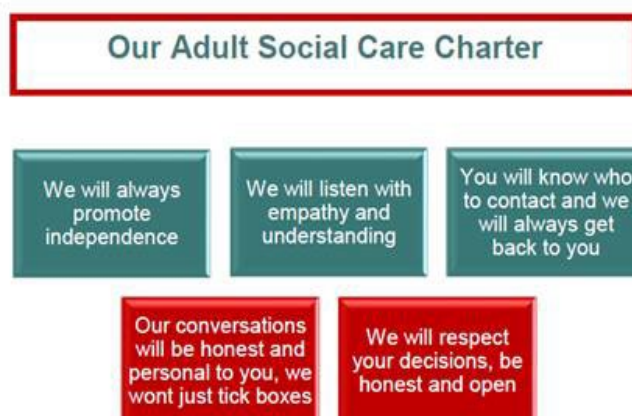 Our Adult Social Care Charter
We will always
promote
independence
We will listen with
empathy and
understanding
You will know who
to contact and we
will always get
back to you
Our conversations
will be honest and
personal to you, we
wont just tick boxes
We will respect
your decisions, be
honest and open